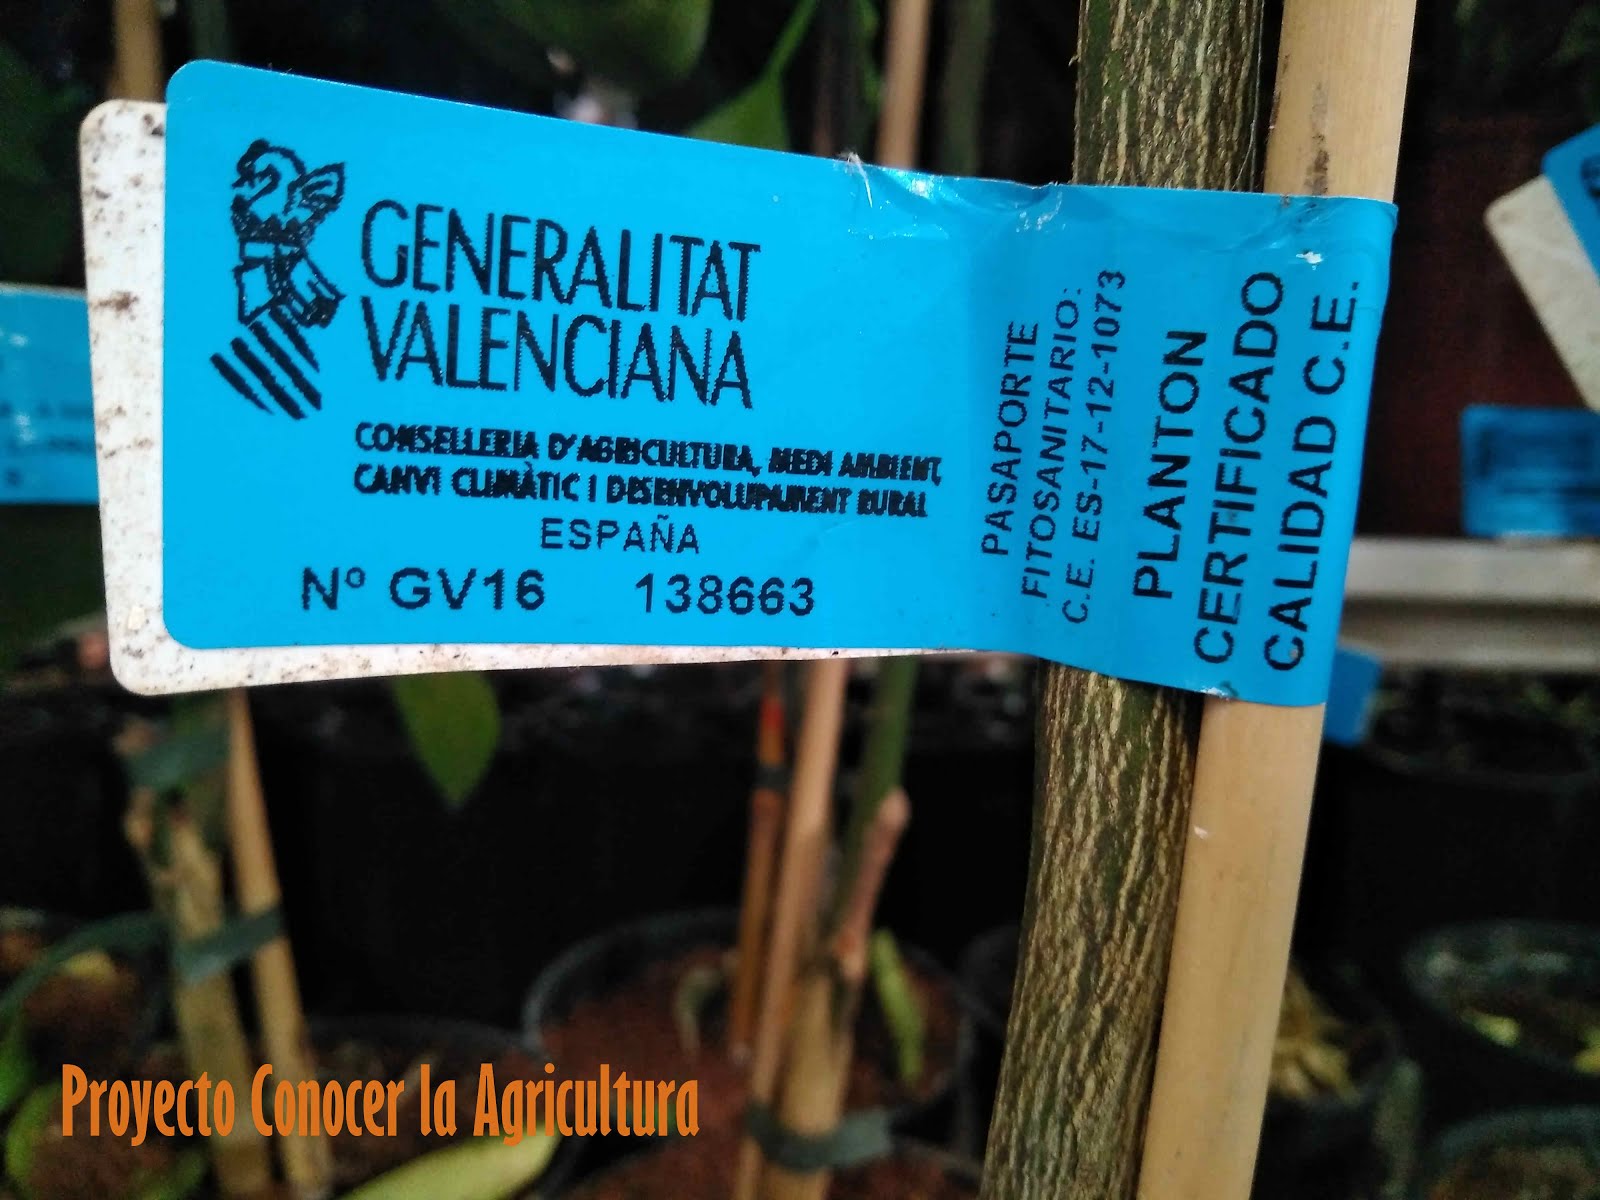 GENERALITAT
VALENCIANA
CONSELLERIA D'AGRICULTURA, MEDI AMBIENT,
CANVI CLIMÀTIC I DESENVOLUPAMENT RURAL
ESPAÑA
Nº GV16 138663
PASAPORTE
FITOSANITARIO:
C.E. ES-17-12-1073
PLANTON
CERTIFICADO
CALIDAD C.E.
Proyecto Conocer la Agricultura